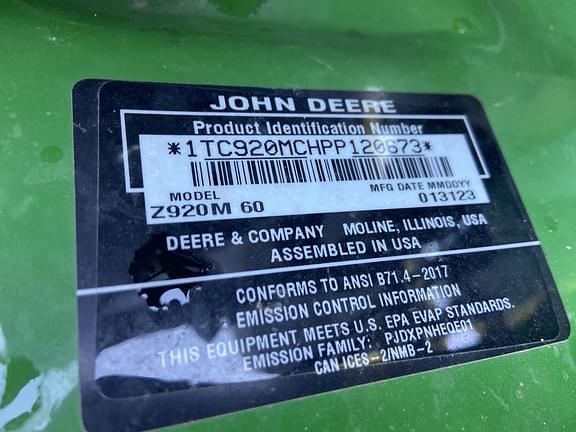 JOHN DEERE
Product Identification Number
*1TC920MCHPP120673*
MODEL MFG DATE MMDDYY
Z920M 60 013123
DEERE & COMPANY MOLINE, ILLINOIS, USA
ASSEMBLED IN USA
CONFORMS TO ANSI B71.4-2017
EMISSION CONTROL INFORMATION
THIS EQUIPMENT MEETS U.S. EPA EVAP STANDARDS.
EMISSION FAMILY: PJDXPNHEQE01
CAN ICES-2/NMB-2